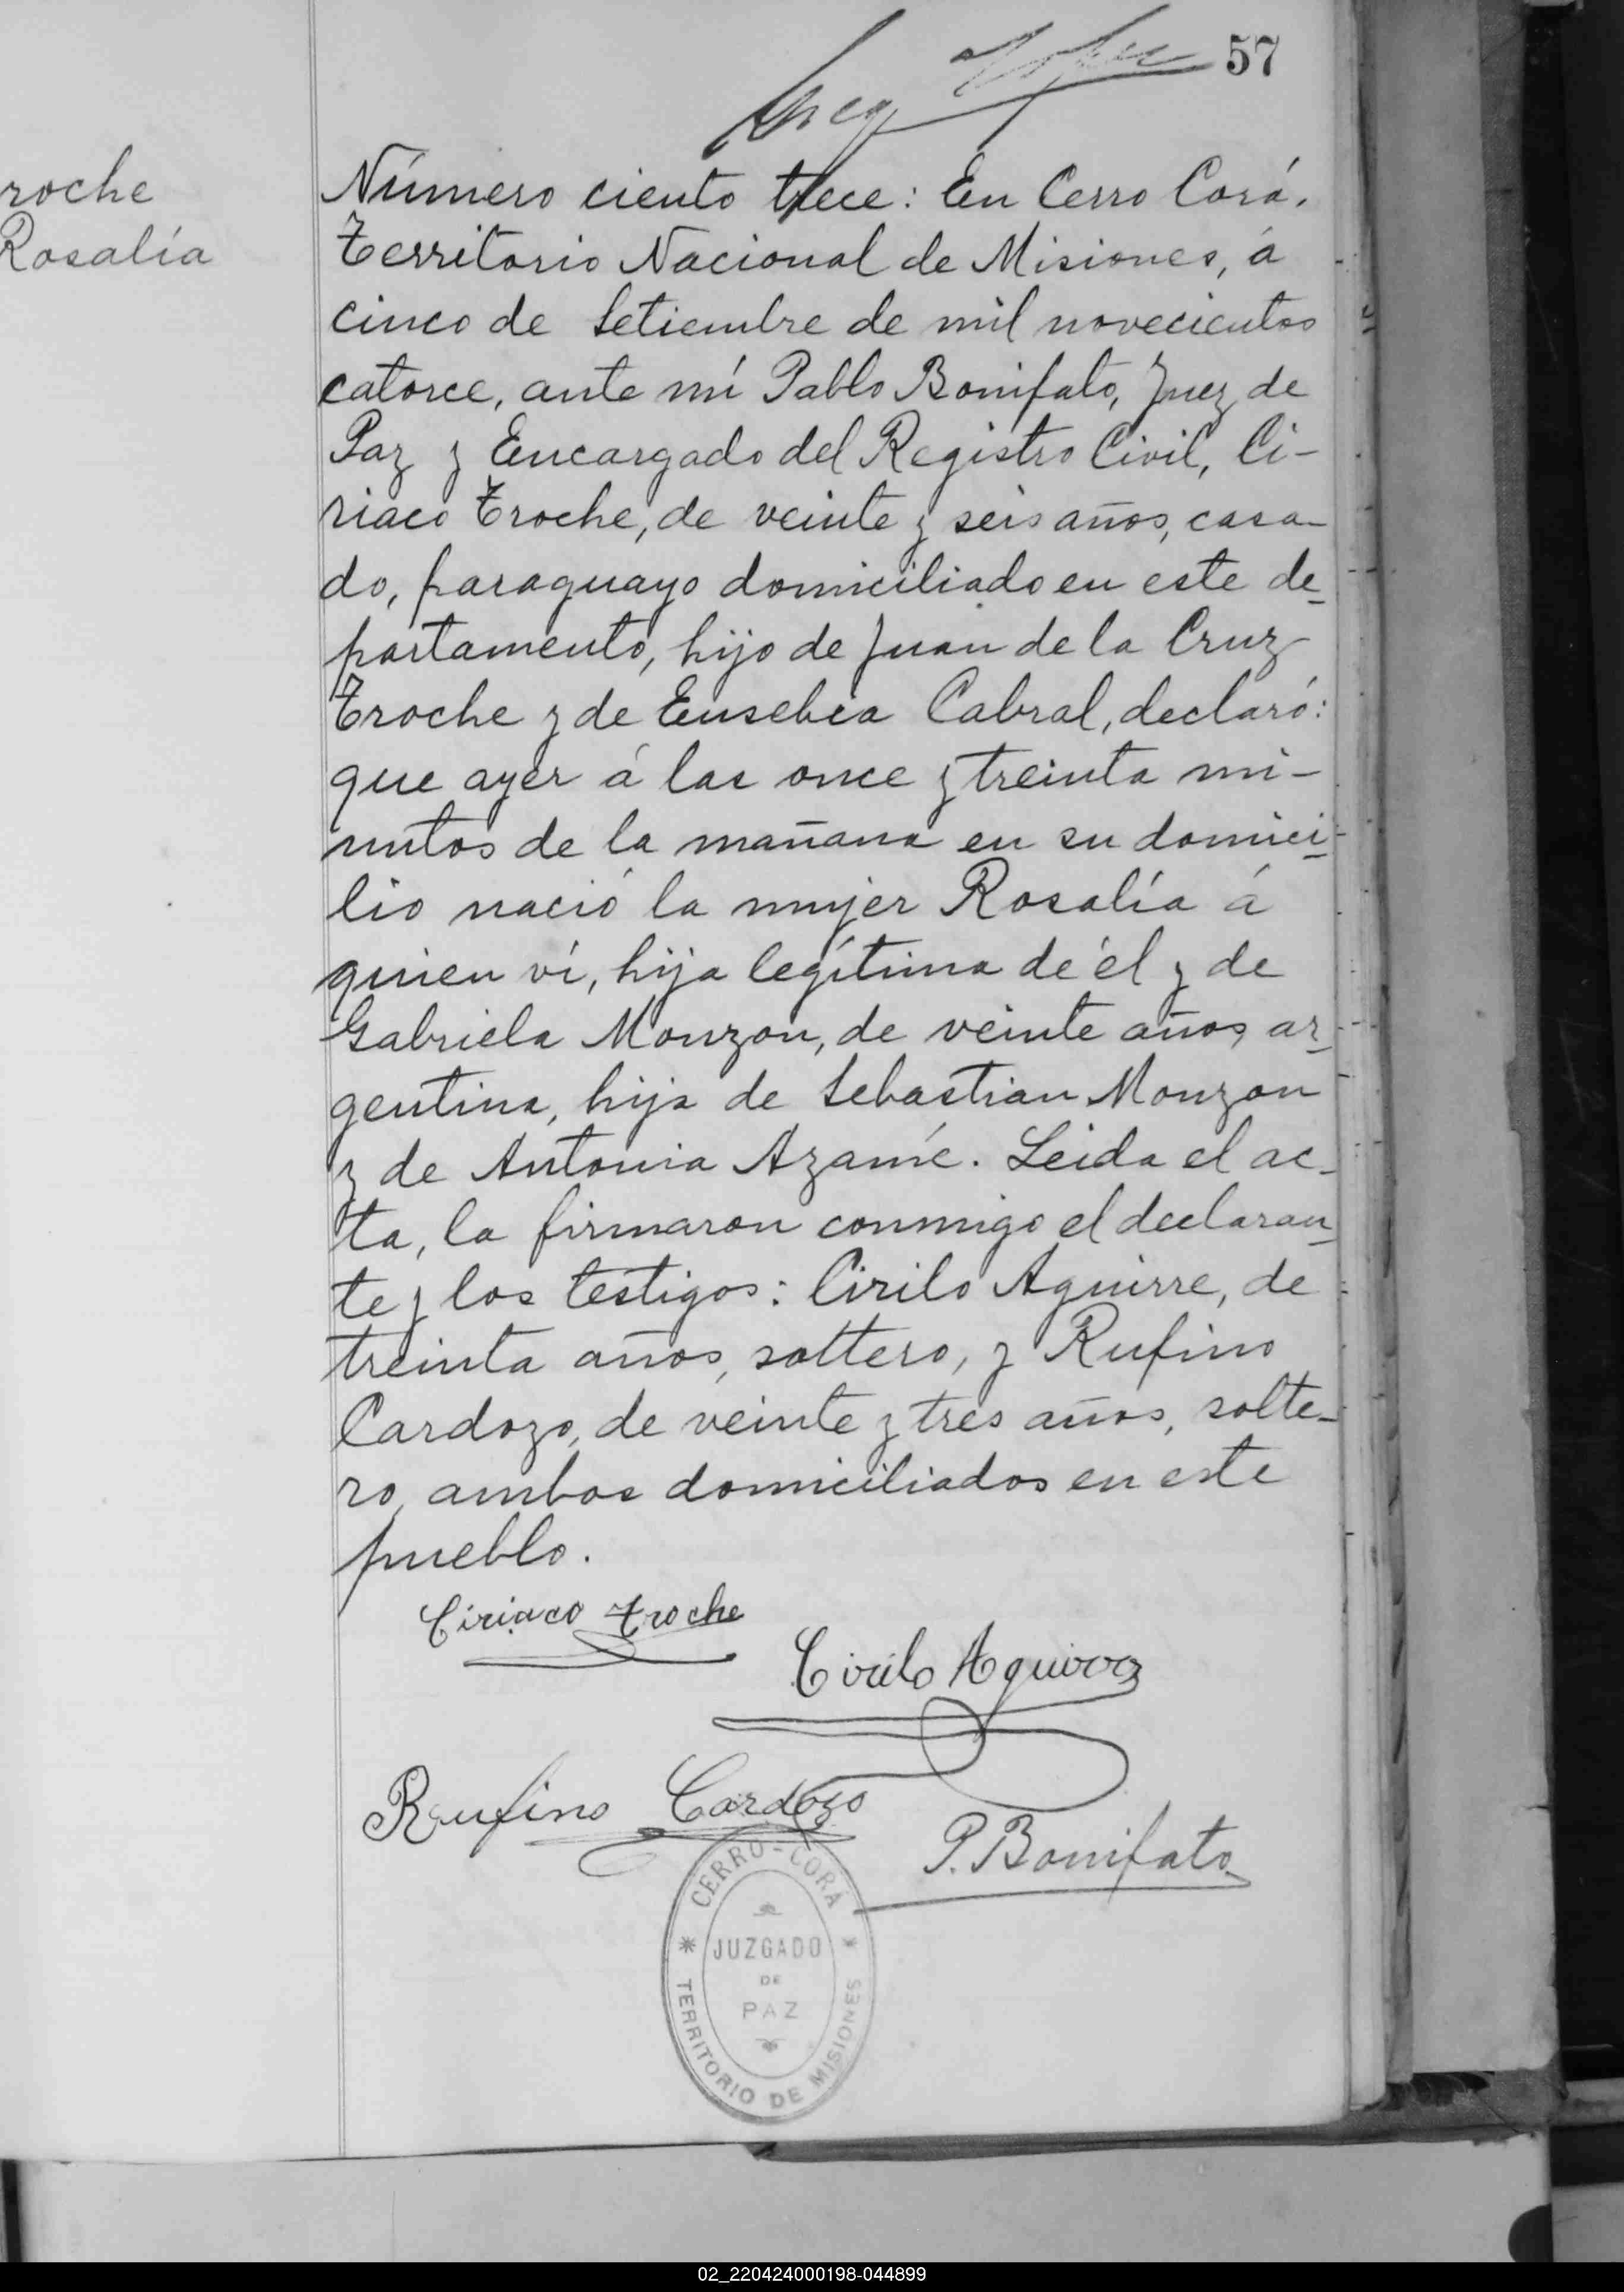 57
roche
Rosalía
Número ciento trece: En Cerro Corá,
Territorio Nacional de Misiones, á
cinco de Setiembre de mil novecientos
catorce, ante mí Pablo Bonifato, Juez de
Paz y Encargado del Registro Civil, Ci-
riaco Troche, de veinte y seis años, casa-
do, paraguayo domiciliado en este de-
partamento, hijo de Juan de la Cruz
Troche y de Eusebia Cabral, declaró:
que ayer á las once y treinta mi-
nutos de la mañana en su domici-
lio nació la mujer Rosalía á
quien ví, hija legítima de él y de
Gabriela Monzon, de veinte años, ar-
gentina, hija de Sebastian Monzon
y de Antonia Azamé. Leida el ac-
ta, la firmaron conmigo el declaran-
te y los testigos: Cirilo Aguirre, de
treinta años, soltero, y Rufino
Cardozo, de veinte y tres años, solte-
ro, ambos domiciliados en este
pueblo.
Ciriaco Troche
Cirilo Aguirre
Rufino Cardozo
P. Bonifato
CERRO-CORÁ
JUZGADO
DE
PAZ
TERRITORIO DE MISIONES
02_220424000198-044899